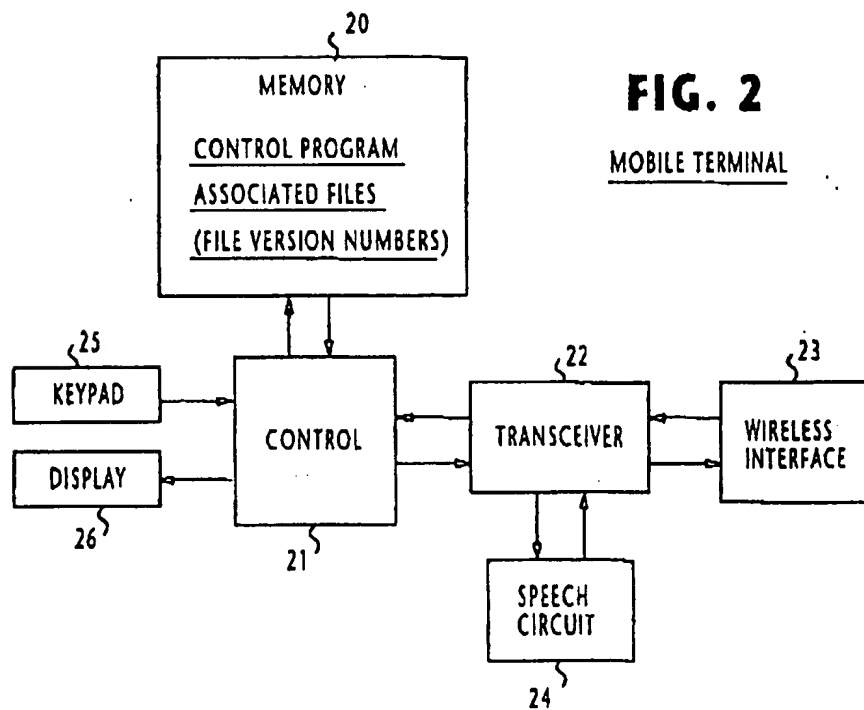 20
MEMORY
CONTROL PROGRAM
ASSOCIATED FILES
(FILE VERSION NUMBERS)
FIG. 2
MOBILE TERMINAL
25
KEYPAD
DISPLAY
26
CONTROL
21
22
TRANSCEIVER
23
WIRELESS
INTERFACE
SPEECH
CIRCUIT
24